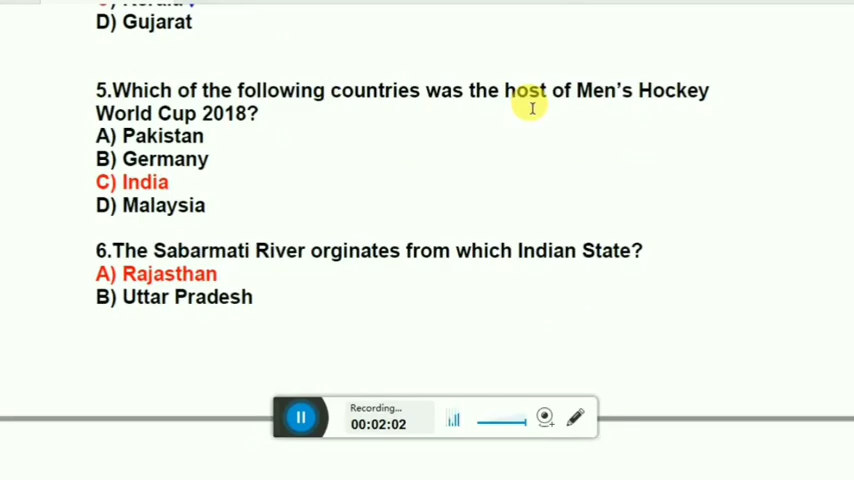 D) Gujarat
5.Which of the following countries was the host of Men's Hockey
World Cup 2018?
A) Pakistan
B) Germany
C) India
D) Malaysia
6.The Sabarmati River orginates from which Indian State?
A) Rajasthan
B) Uttar Pradesh
Recording...
00:02:02